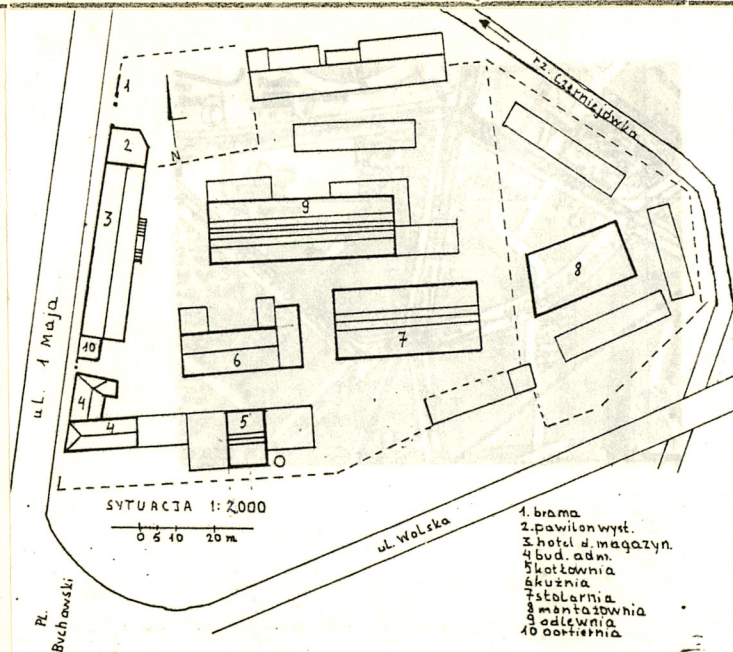 rz. Czerniejówka
1
N
2
3
9
8
7
10
6
ul. 1 Maja
4
4
5
SYTUACJA 1:2000
0 5 10 20 m
ul. Wolska
Pl.
Bychawski
1. brama
2. pawilon wyst.
3 hotel d. magazyn.
4 bud. adm.
5 kotłownia
6 kuźnia
7 stolarnia
8 montażownia
9 odlewnia
10 portiernia